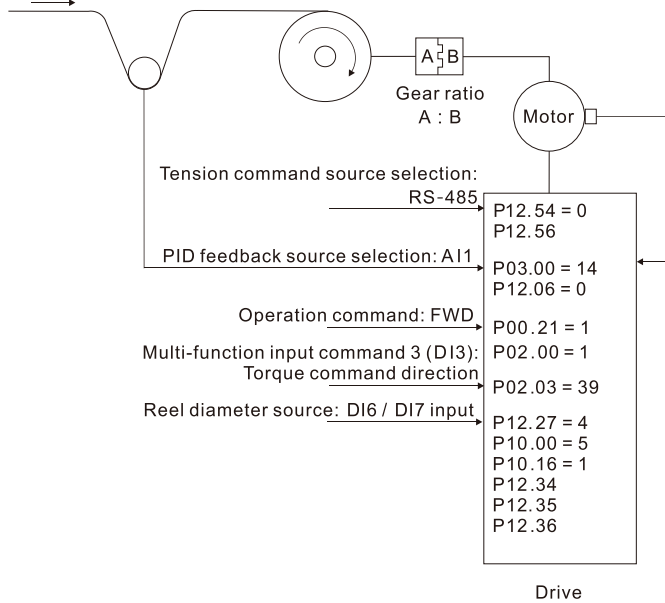 A B
Gear ratio
A : B
Motor
Tension command source selection:
RS-485
P12.54 = 0
P12.56
PID feedback source selection: AI1
P03.00 = 14
P12.06 = 0
Operation command: FWD
P00.21 = 1
Multi-function input command 3 (DI3):
P02.00 = 1
Torque command direction
P02.03 = 39
Reel diameter source: DI6 / DI7 input
P12.27 = 4
P10.00 = 5
P10.16 = 1
P12.34
P12.35
P12.36
Drive